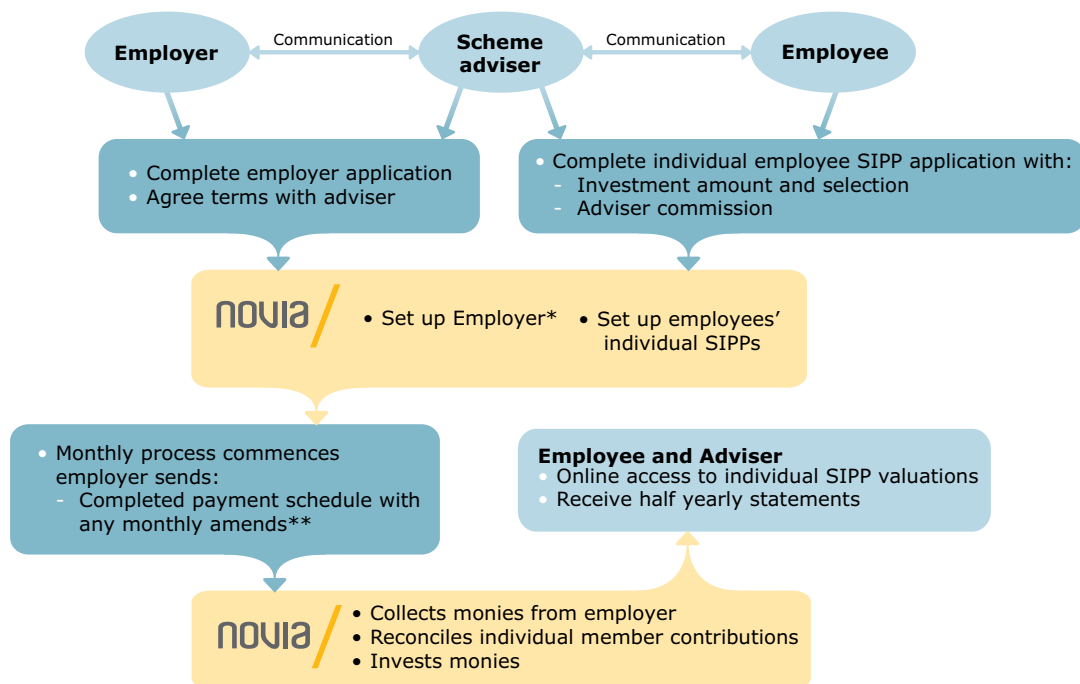 Employer
Communication
Scheme
adviser
Communication
Employee
• Complete employer application
• Agree terms with adviser
• Complete individual employee SIPP application with:
- Investment amount and selection
- Adviser commission
novia
• Set up Employer*
• Set up employees’
individual SIPPs
• Monthly process commences
employer sends:
- Completed payment schedule with
any monthly amends**
Employee and Adviser
• Online access to individual SIPP valuations
• Receive half yearly statements
novia
• Collects monies from employer
• Reconciles individual member contributions
• Invests monies